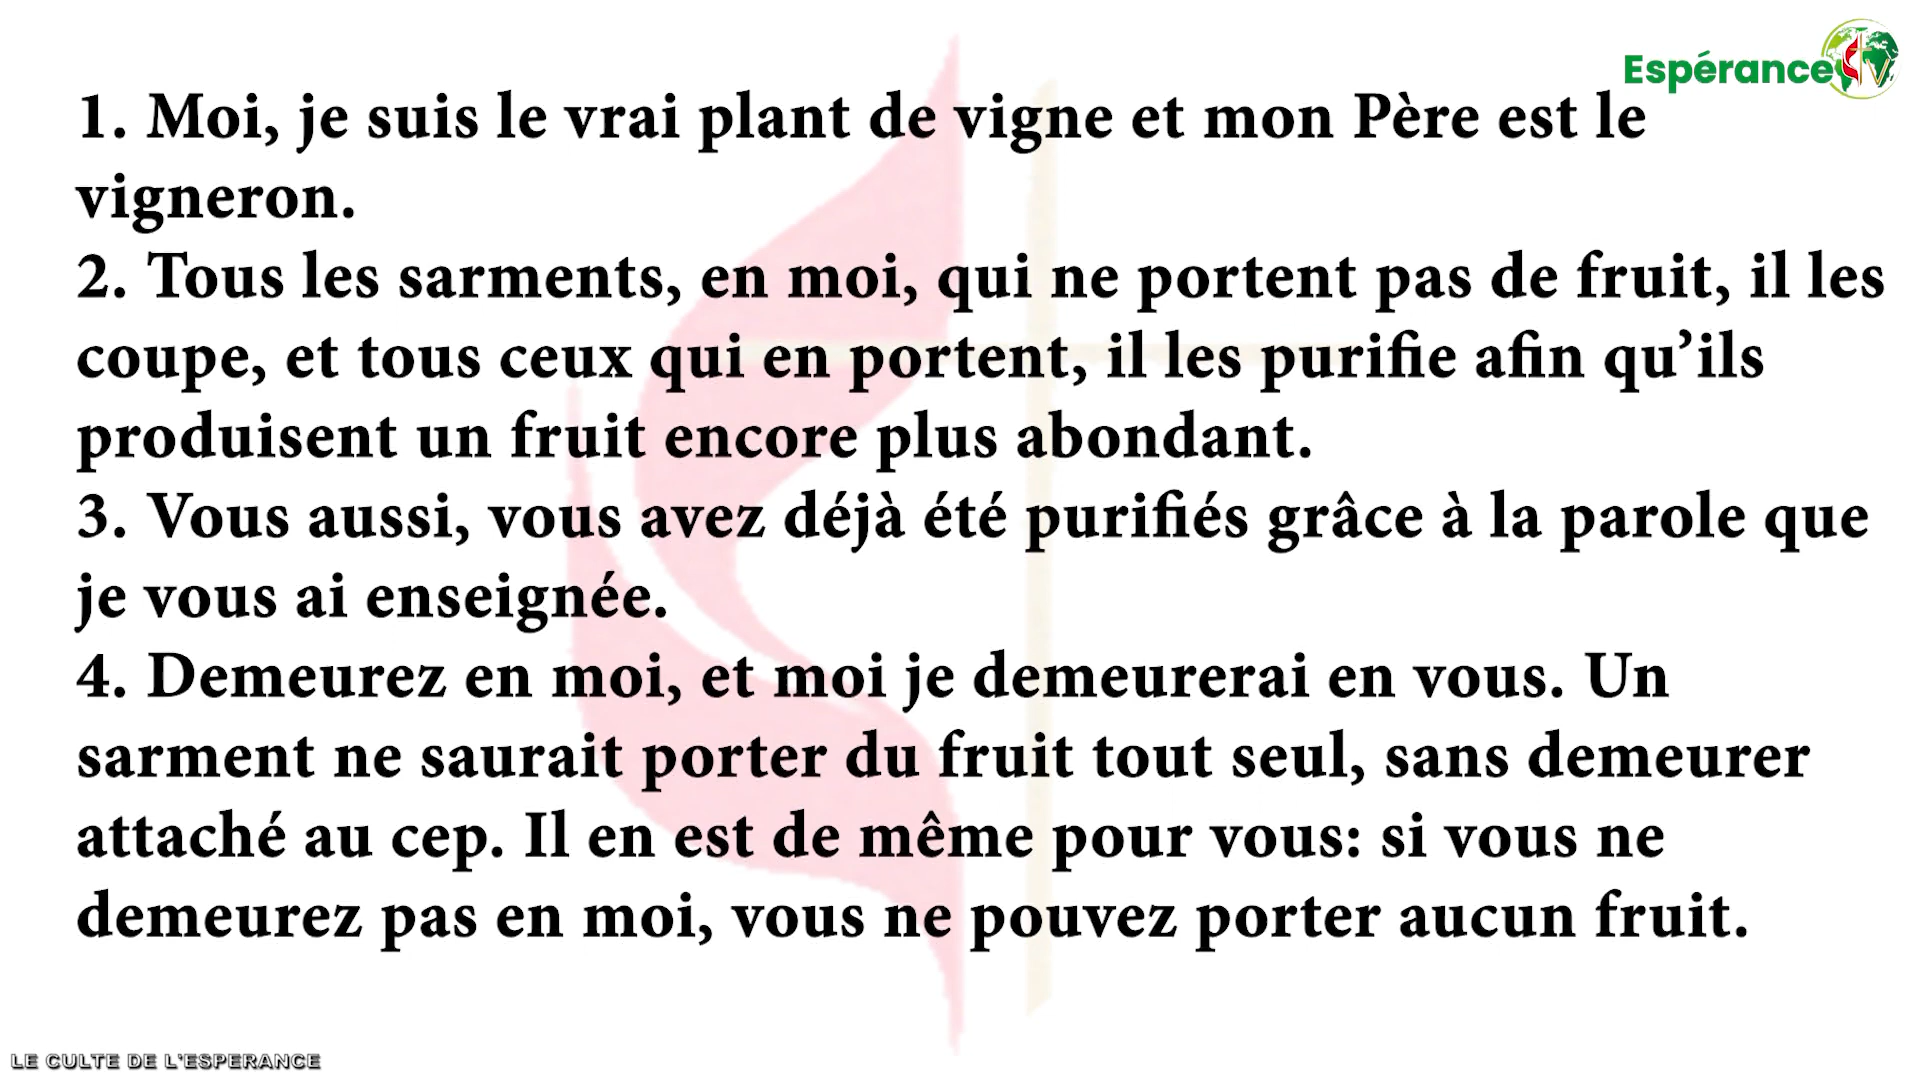 Espérance
1. Moi, je suis le vrai plant de vigne et mon Père est le
vigneron.
2. Tous les sarments, en moi, qui ne portent pas de fruit, il les
coupe, et tous ceux qui en portent, il les purifie afin qu’ils
produisent un fruit encore plus abondant.
3. Vous aussi, vous avez déjà été purifiés grâce à la parole que
je vous ai enseignée.
4. Demeurez en moi, et moi je demeurerai en vous. Un
sarment ne saurait porter du fruit tout seul, sans demeurer
attaché au cep. Il en est de même pour vous: si vous ne
demeurez pas en moi, vous ne pouvez porter aucun fruit.
LE CULTE DE L'ESPERANCE